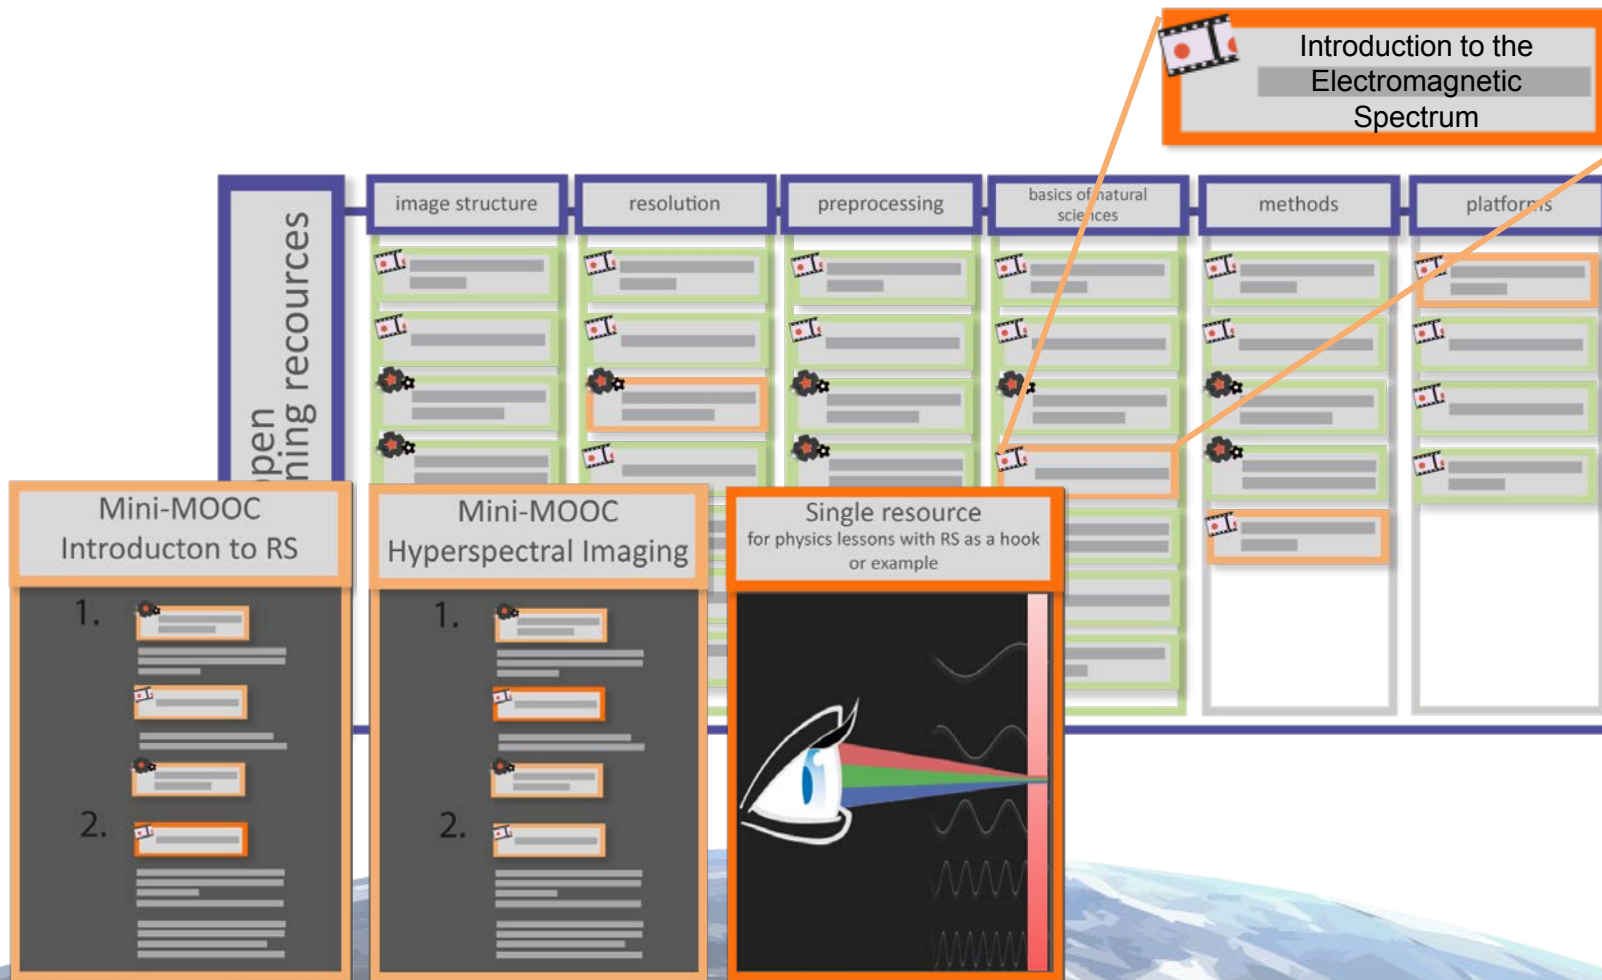 Introduction to the
Electromagnetic
Spectrum
open
ning recources
image structure
resolution
preprocessing
basics of natural
sciences
methods
platforms
Mini-MOOC
Introducton to RS
1.
2.
Mini-MOOC
Hyperspectral Imaging
1.
2.
Single resource
for physics lessons with RS as a hook
or example